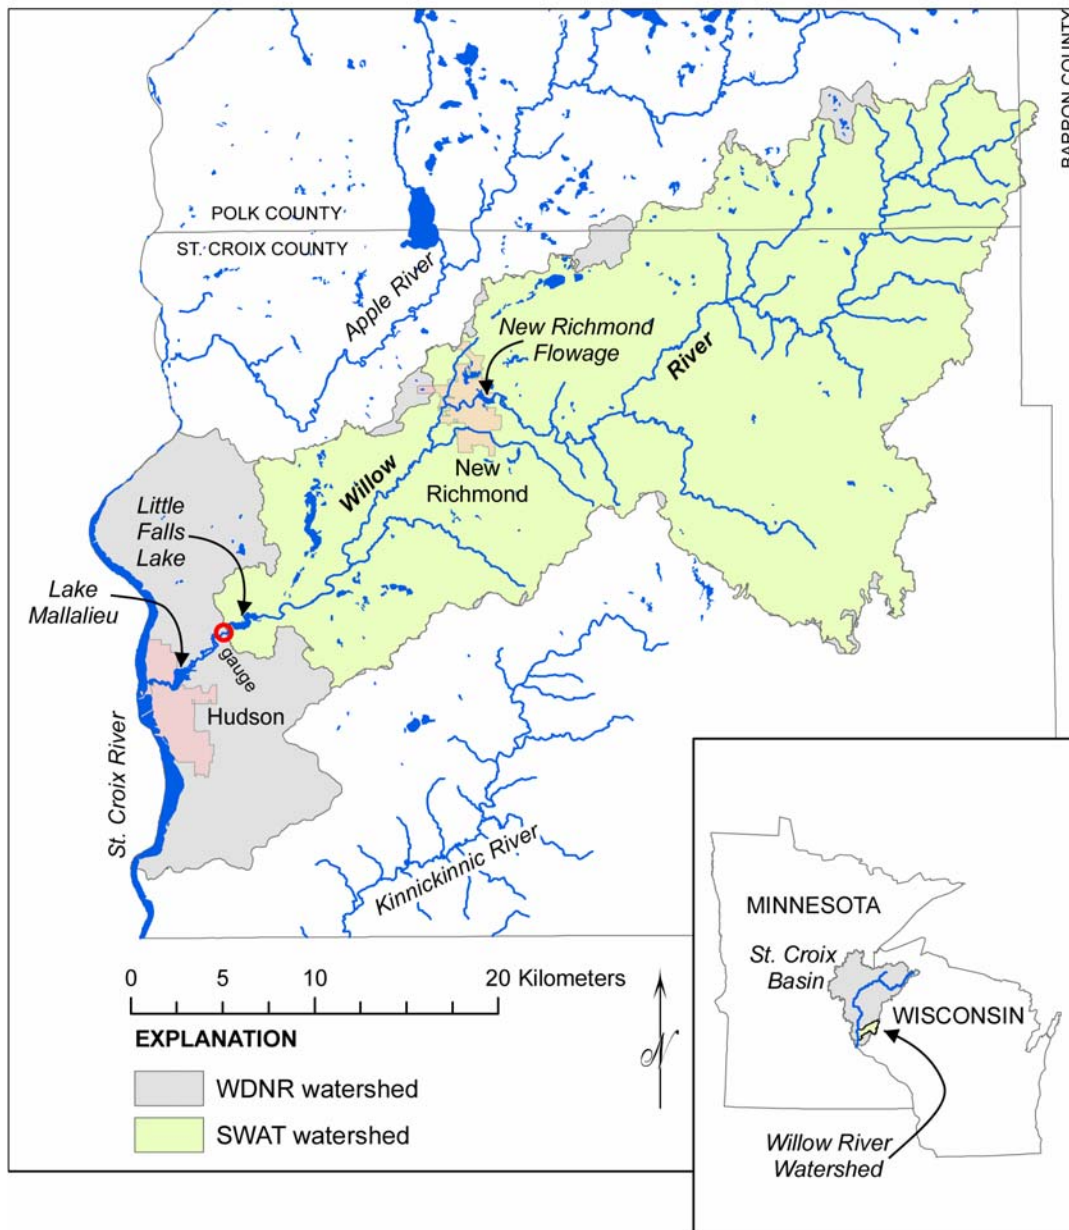 BARRON COUNTY
POLK COUNTY
ST. CROIX COUNTY
Apple River
New Richmond
Flowage
River
Willow
New
Richmond
Little
Falls
Lake
Lake
Mallalieu
gauge
Hudson
St. Croix River
Kinnickinnic River
0 5 10 20 Kilometers
N
EXPLANATION
WDNR watershed
SWAT watershed
MINNESOTA
St. Croix
Basin
WISCONSIN
Willow River
Watershed